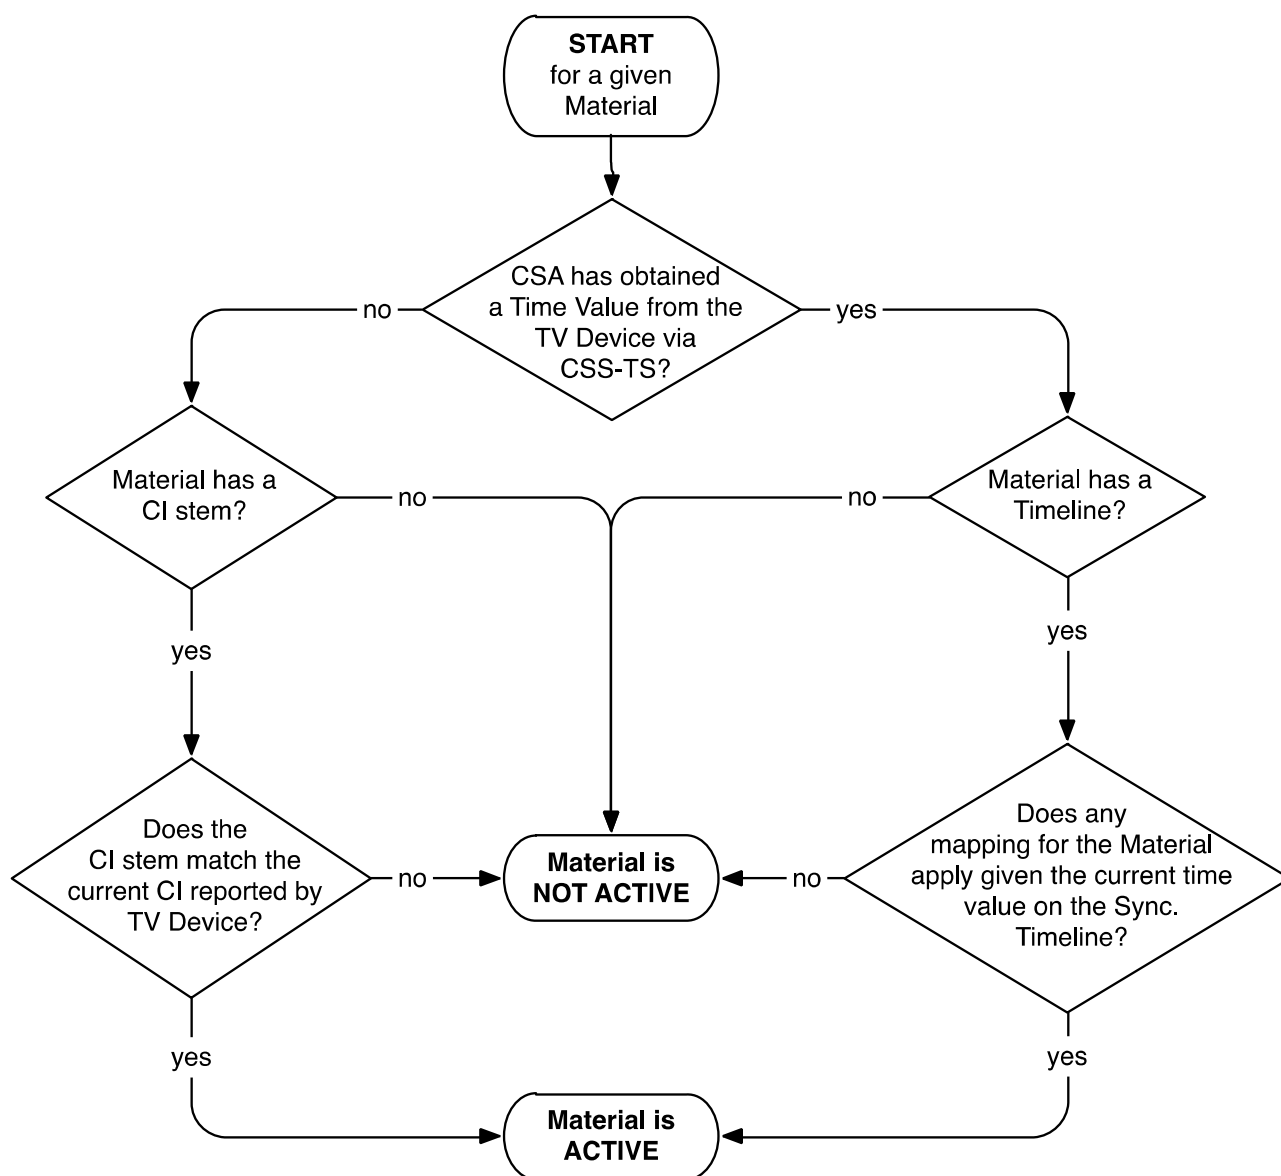 START
for a given
Material
CSA has obtained
a Time Value from the
TV Device via
CSS-TS?
no
yes
Material has a
CI stem?
no
no
Material has a
Timeline?
yes
yes
Does the
CI stem match the
current CI reported by
TV Device?
no
Material is
NOT ACTIVE
no
Does any
mapping for the Material
apply given the current time
value on the Sync.
Timeline?
yes
yes
Material is
ACTIVE